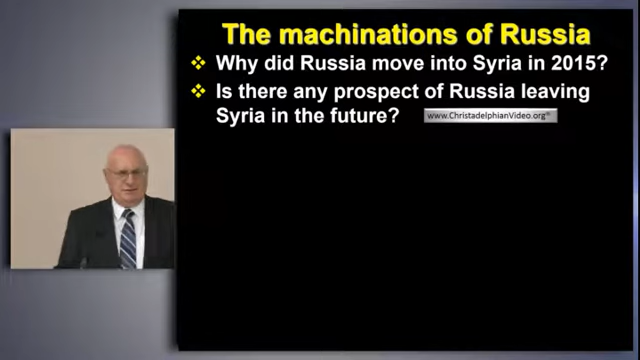 The machinations of Russia
❖ Why did Russia move into Syria in 2015?
❖ Is there any prospect of Russia leaving
Syria in the future?
www.ChristadelphianVideo.org®